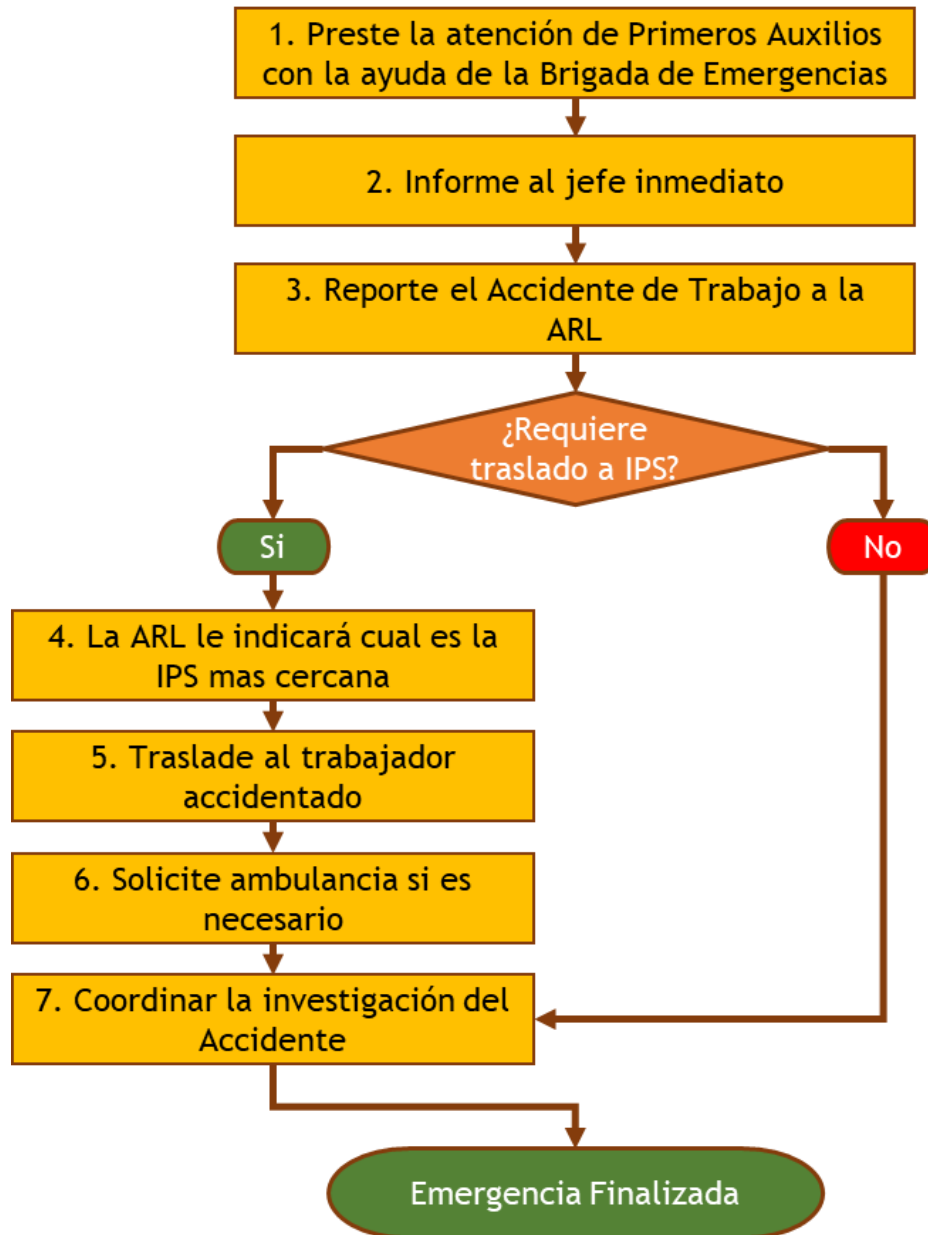 1. Preste la atención de Primeros Auxilios
con la ayuda de la Brigada de Emergencias
2. Informe al jefe inmediato
3. Reporte el Accidente de Trabajo a la
ARL
¿Requiere
traslado a IPS?
Si
No
4. La ARL le indicará cual es la
IPS mas cercana
5. Traslade al trabajador
accidentado
6. Solicite ambulancia si es
necesario
7. Coordinar la investigación del
Accidente
Emergencia Finalizada